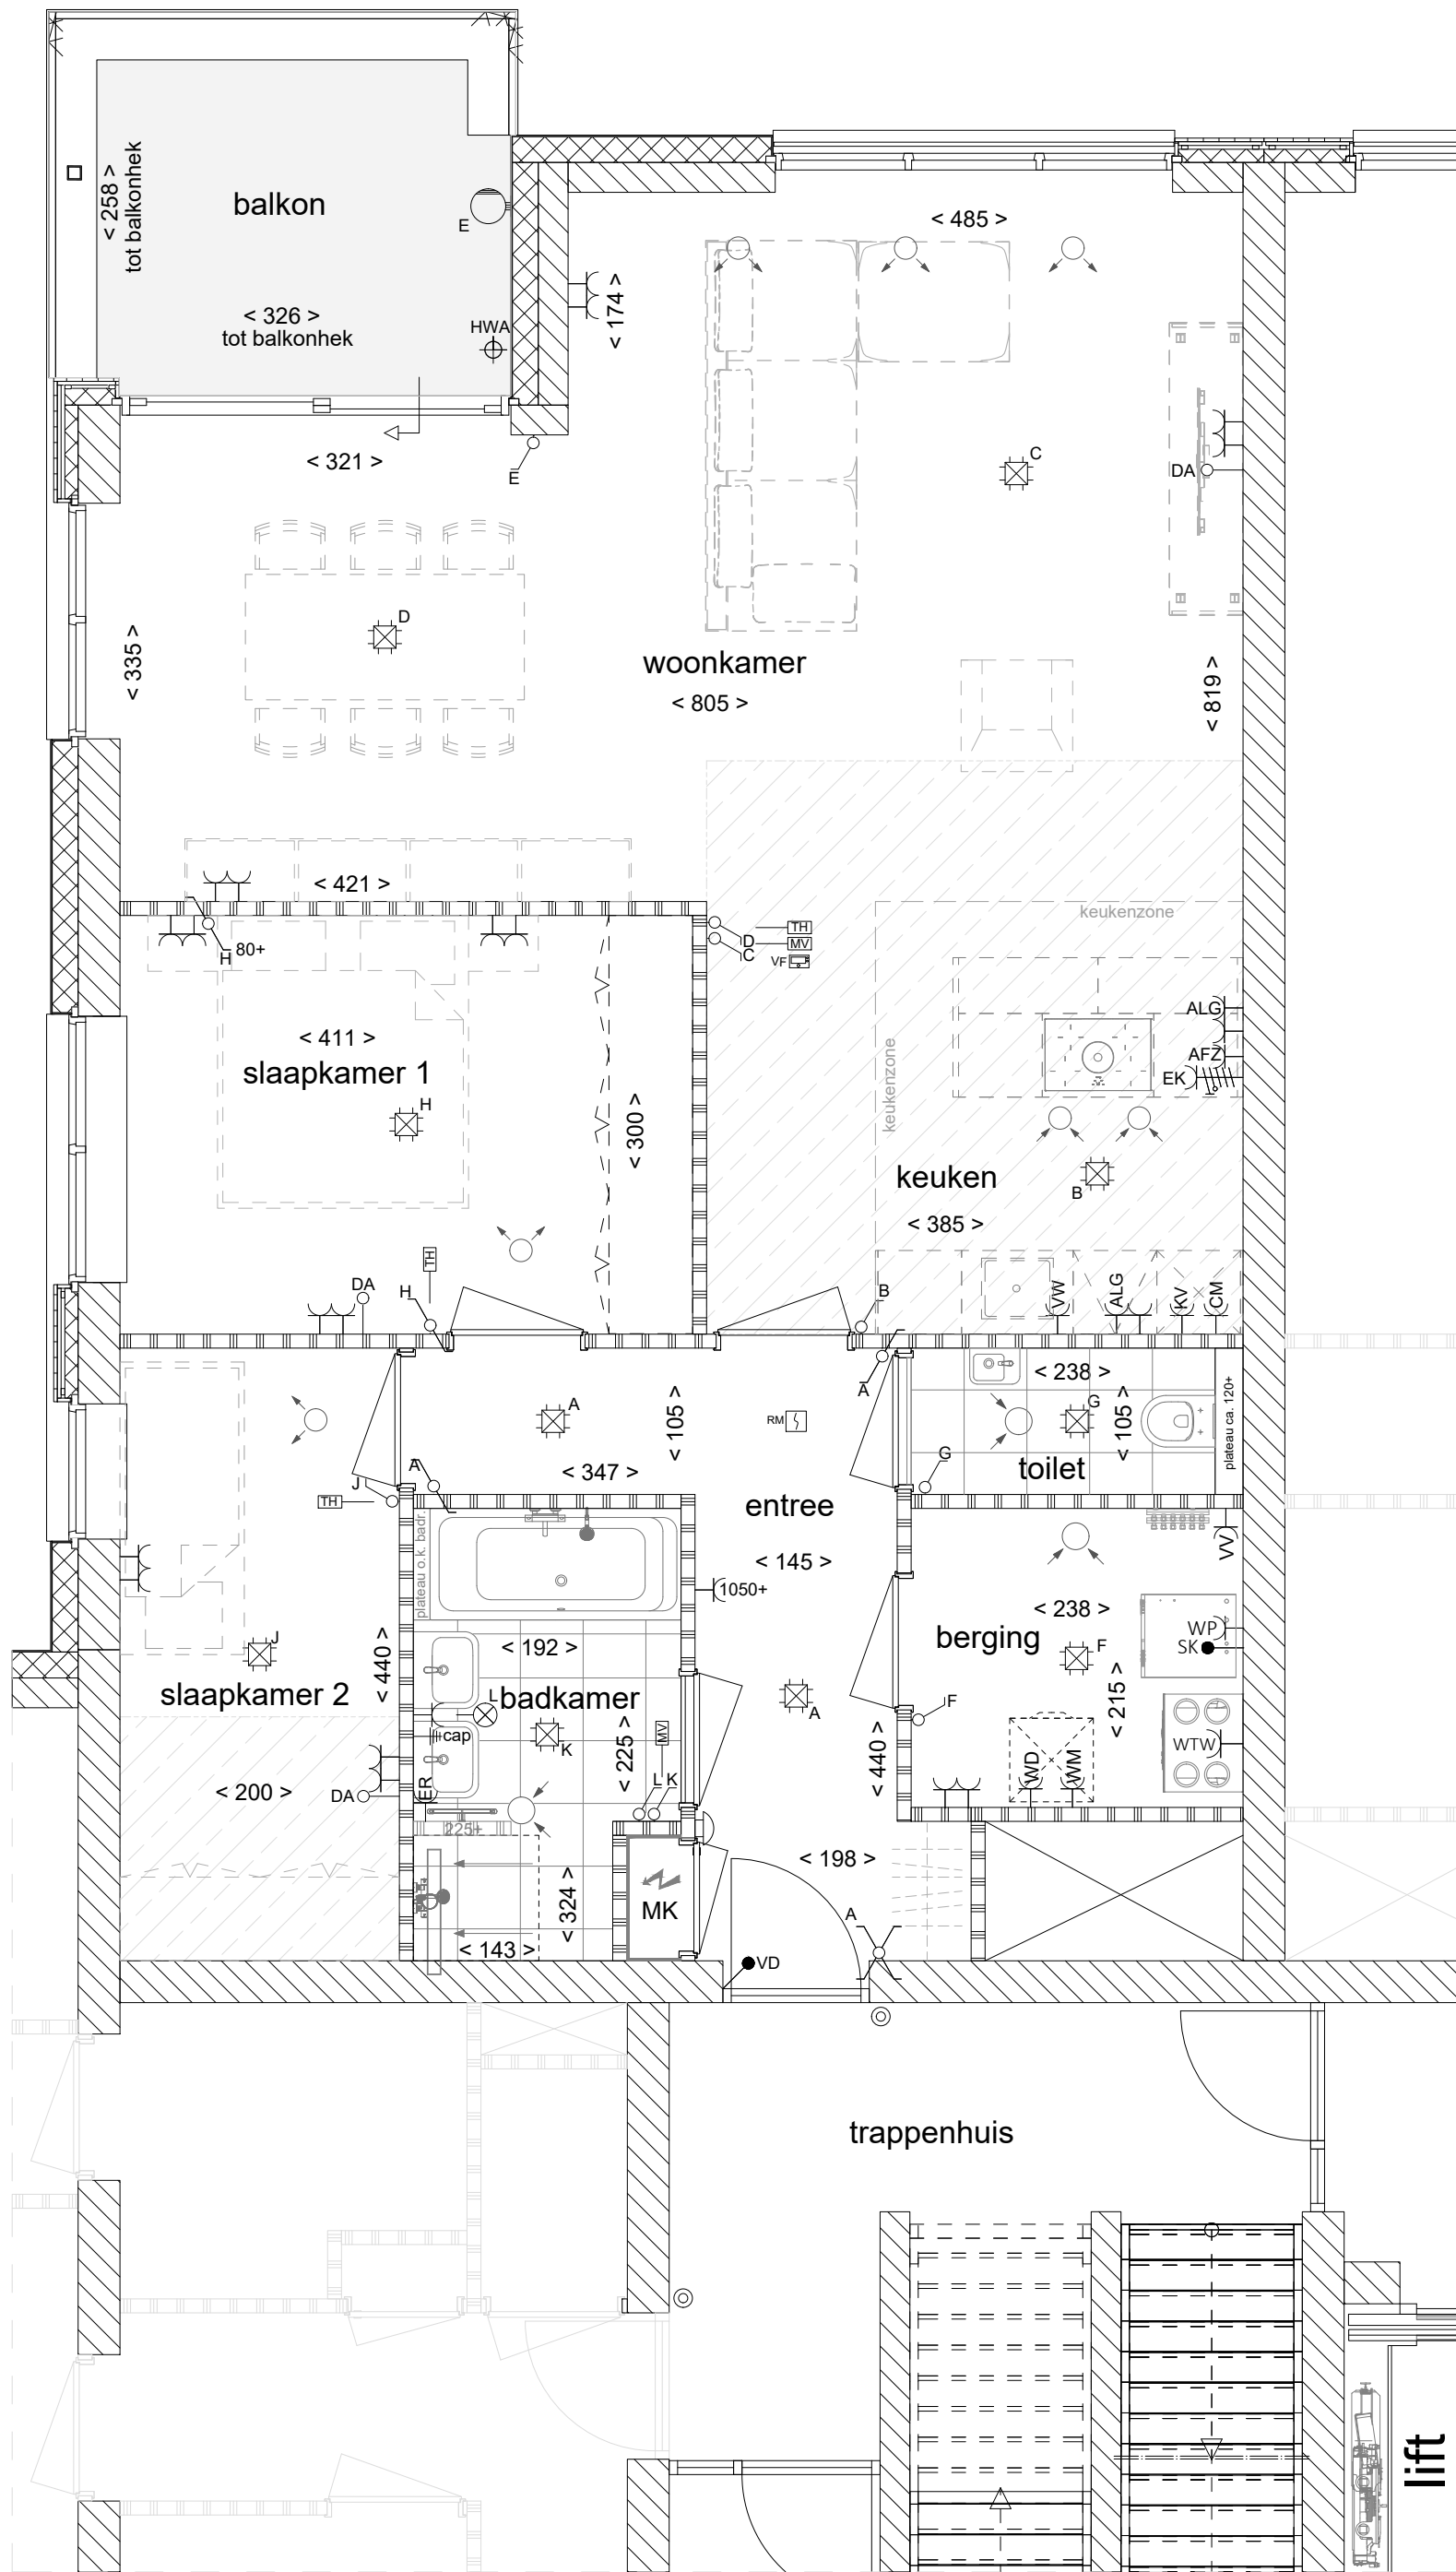 < 258 >
tot balkonhek
balkon
E
< 326 >
tot balkonhek
HWA
< 485 >
< 174 >
< 321 >
E
C
DA
D
< 335 >
woonkamer
< 805 >
< 819 >
< 421 >
H
80+
D
C
TH
MV
VF
keukenzone
keukenzone
< 411 >
slaapkamer 1
H
< 300 >
ALG
AFZ
EK
keuken
B
< 385 >
TH
DA
H
B
VW
ALG
KV
CM
A
A
< 105 >
RM
< 238 >
G
< 105 >
plateau ca. 120+
toilet
G
A
J
TH
< 347 >
entree
plateau o.k. badr.
< 145 >
1050+
VV
< 238 >
berging
WP
SK
F
J
slaapkamer 2
< 440 >
< 192 >
L
badkamer
K
cap
< 225 >
MV
A
F
< 440 >
< 215 >
WTW
WD
WM
< 200 >
DA
ER
L K
225+
< 198 >
< 324 >
MK
< 143 >
A
VD
trappenhuis
lift